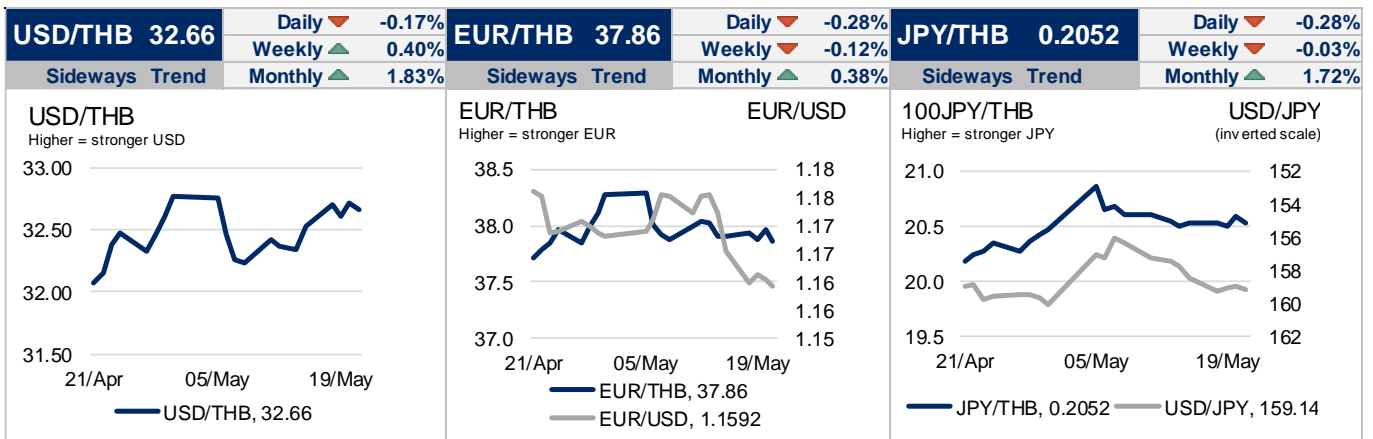 USD/THB 32.66
Daily -0.17%
Weekly 0.40%
Sideways Trend
Monthly 1.83%
USD/THB
Higher = stronger USD
33.00
32.50
32.00
31.50
21/Apr 05/May 19/May
USD/THB, 32.66
EUR/THB 37.86
Daily -0.28%
Weekly -0.12%
Sideways Trend
Monthly 0.38%
EUR/THB EUR/USD
Higher = stronger EUR
38.5 1.18
1.18
38.0 1.17
1.17
37.5 1.16
1.16
37.0 1.15
21/Apr 05/May 19/May
EUR/THB, 37.86
EUR/USD, 1.1592
JPY/THB 0.2052
Daily -0.28%
Weekly -0.03%
Sideways Trend
Monthly 1.72%
100JPY/THB USD/JPY
Higher = stronger JPY (inverted scale)
21.0 152
154
20.5 156
158
20.0 160
19.5 162
21/Apr 05/May 19/May
JPY/THB, 0.2052 USD/JPY, 159.14